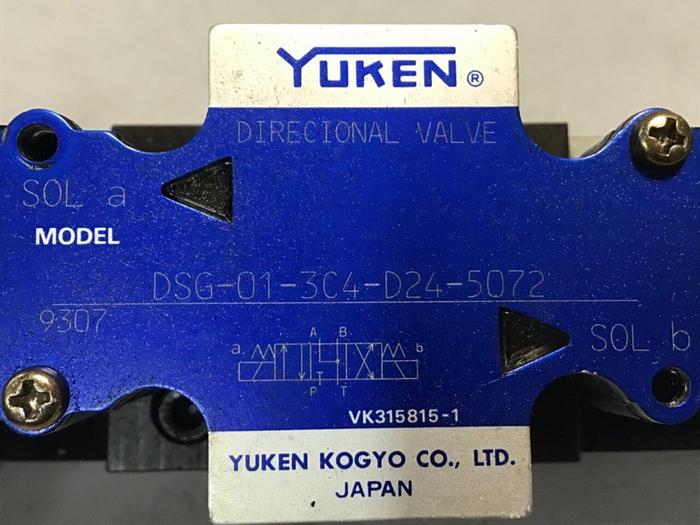 YUKEN®
DIRECIONAL VALVE
SOL a
MODEL
DSG-01-3C4-D24-5072
9307
A B
a b
P T
SOL b
VK315815-1
YUKEN KOGYO CO., LTD.
JAPAN